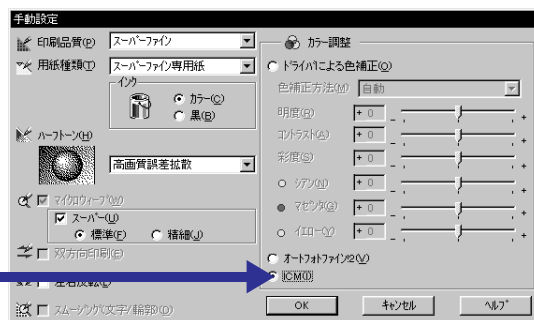 手動設定
印刷品質(P) スーパーファイン
用紙種類(T) スーパーファイン専用紙
インク
カラー(C)
黒(B)
ハーフトーン(H)
高画質誤差拡散
マイクロウィーブ(W)
スーパー(U)
標準(F) 精細(J)
双方向印刷(E)
左右反転
スムージング(文字/輪郭)(D)
カラー調整
ドライバによる色補正(O)
色補正方法(M) 自動
明度(R) + 0 - +
コントラスト(A) + 0 - +
彩度(S) + 0 - +
シアン(N) + 0 - +
マゼンタ(G) + 0 - +
イエロー(Y) + 0 - +
オートフォトファイン!2(V)
ICM(I)
OK キャンセル ヘルプ